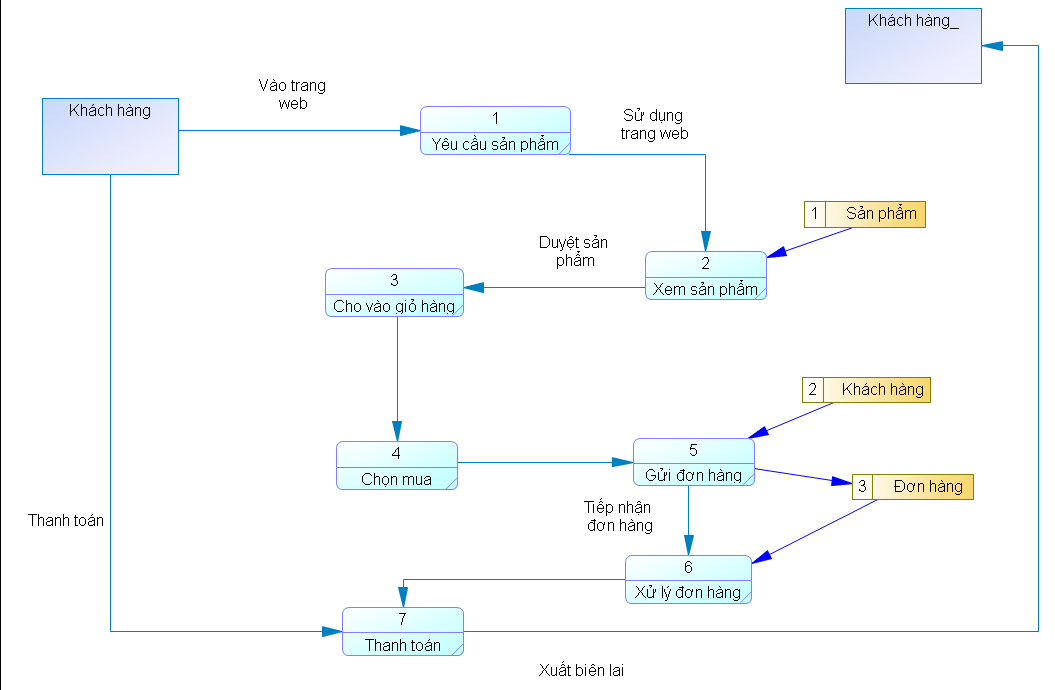 Khách hàng_
Khách hàng
Vào trang
web
1
Yêu cầu sản phẩm
Sử dụng
trang web
1 Sản phẩm
Duyệt sản
phẩm
2
Xem sản phẩm
3
Cho vào giỏ hàng
2 Khách hàng
4
Chọn mua
5
Gửi đơn hàng
3 Đơn hàng
Thanh toán
Tiếp nhận
đơn hàng
6
Xử lý đơn hàng
7
Thanh toán
Xuất biên lai